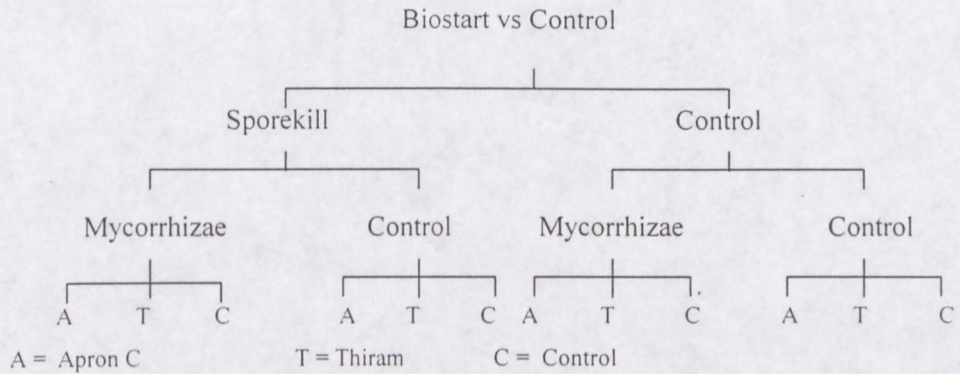 Biostart vs Control
Sporekill Control
Mycorrhizae Control Mycorrhizae Control
A T C A T C A T C A T C
A = Apron C T = Thiram C = Control